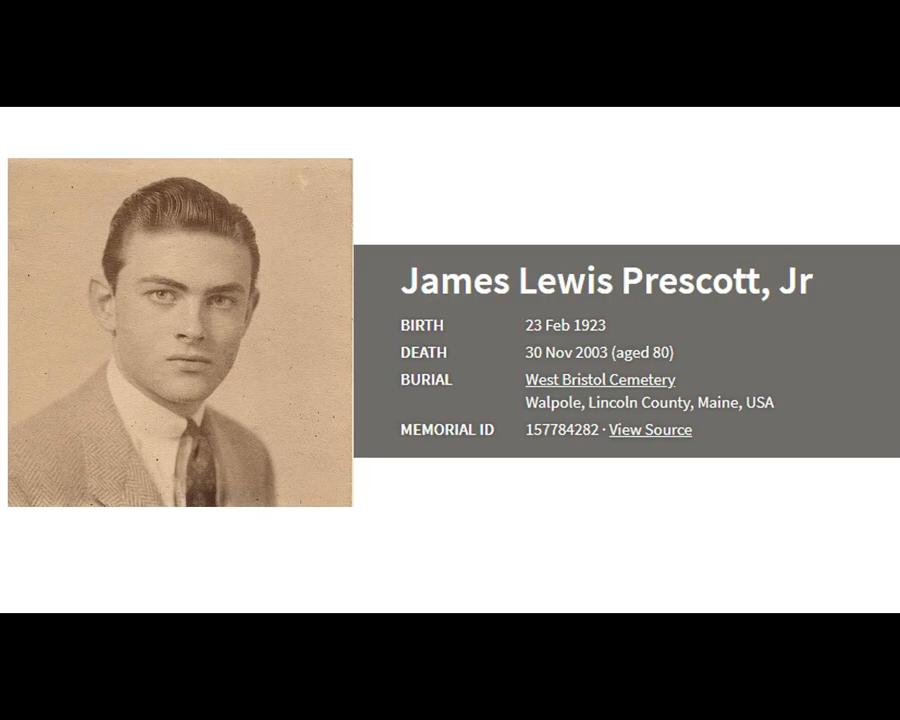 James Lewis Prescott, Jr
BIRTH 23 Feb 1923
DEATH 30 Nov 2003 (aged 80)
BURIAL West Bristol Cemetery
Walpole, Lincoln County, Maine, USA
MEMORIAL ID 157784282 · View Source